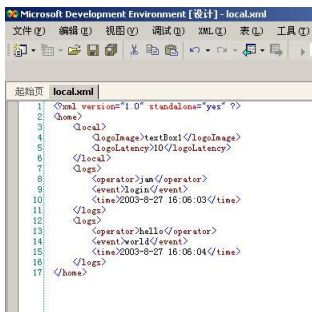 Microsoft Development Environment [设计] - local.xml
文件(F) 编辑(E) 视图(V) 调试(D) XML(X) 表(L) 工具(T)
起始页 local.xml
1 <?xml version="1.0" standalone="yes" ?>
2 <home>
3 <local>
4 <logoImage>textBox1</logoImage>
5 <logoLatency>10</logoLatency>
6 </local>
7 <logs>
8 <operator>jam</operator>
9 <event>login</event>
10 <time>2003-8-27 16:06:03</time>
11 </logs>
12 <logs>
13 <operator>hello</operator>
14 <event>world</event>
15 <time>2003-8-27 16:06:04</time>
16 </logs>
17 </home>